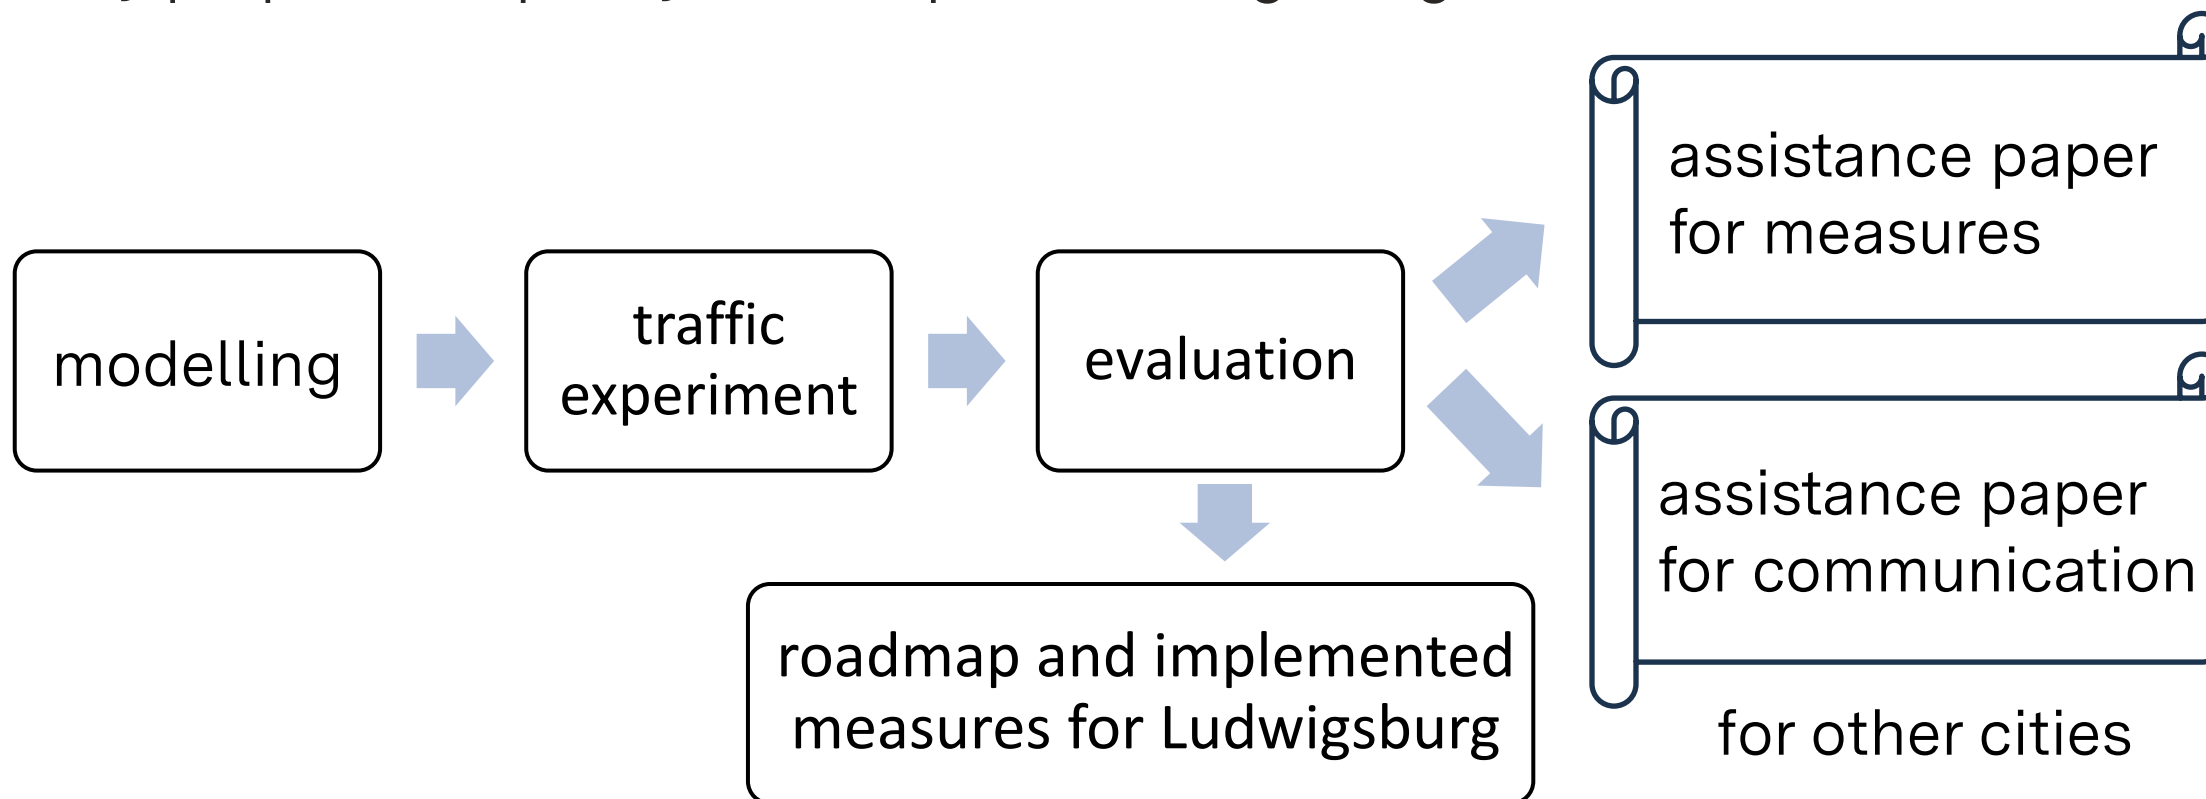 modelling
traffic
experiment
evaluation
assistance paper
for measures
assistance paper
for communication
for other cities
roadmap and implemented
measures for Ludwigsburg